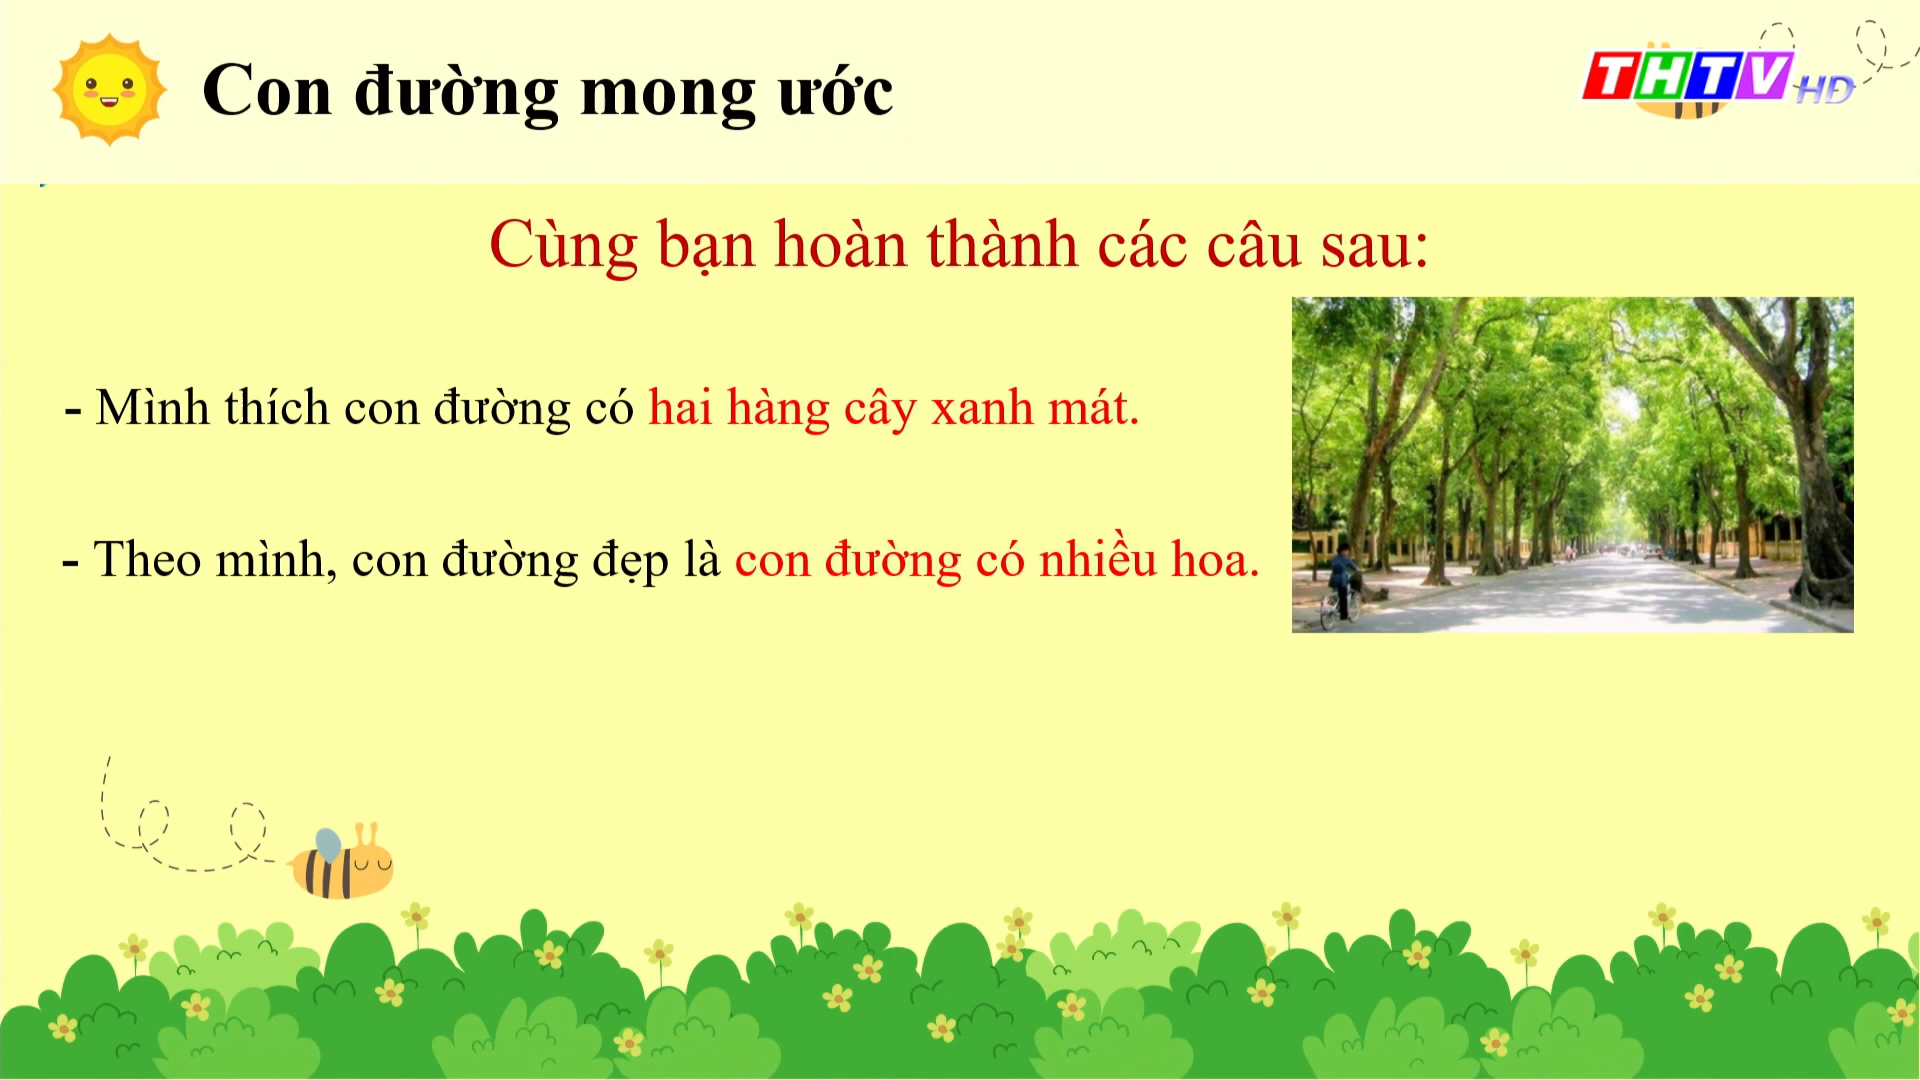 Con đường mong ước
THTV HD
Cùng bạn hoàn thành các câu sau:
- Mình thích con đường có hai hàng cây xanh mát.
- Theo mình, con đường đẹp là con đường có nhiều hoa.